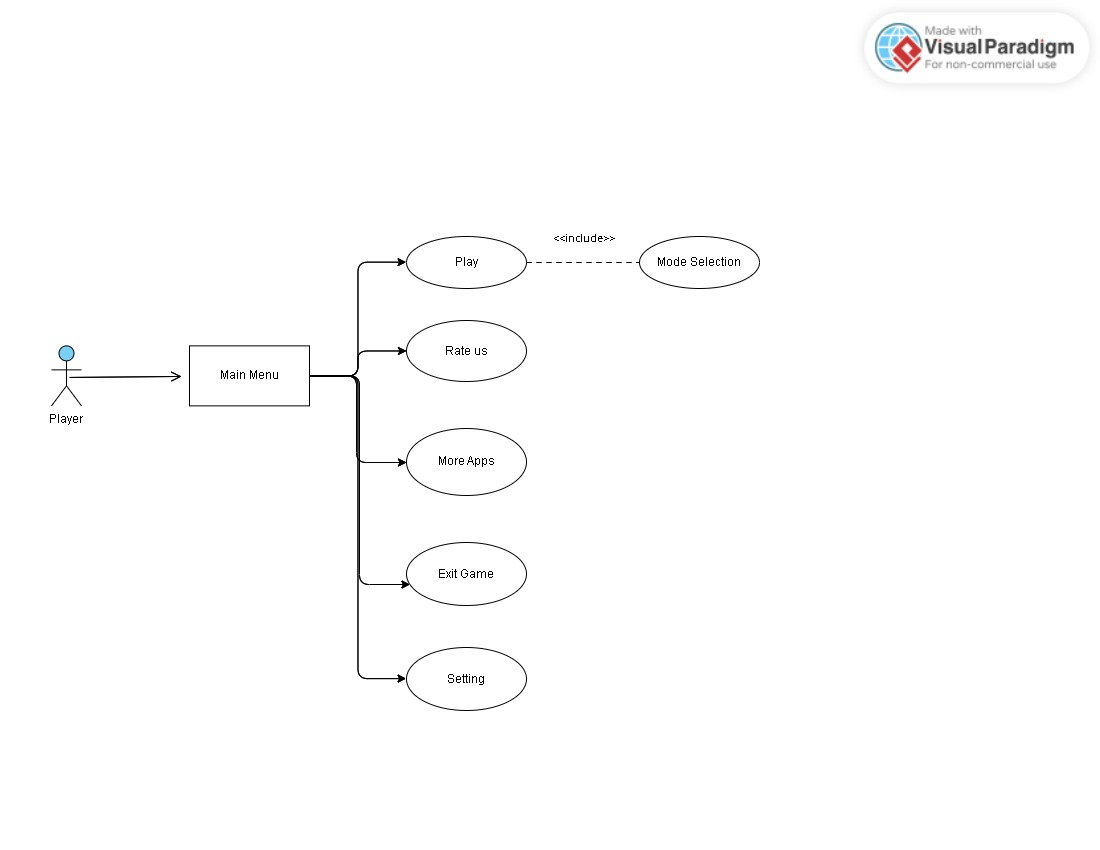 Made with
Visual Paradigm
For non-commercial use
<<include>>
Play
Mode Selection
Rate us
Main Menu
Player
More Apps
Exit Game
Setting